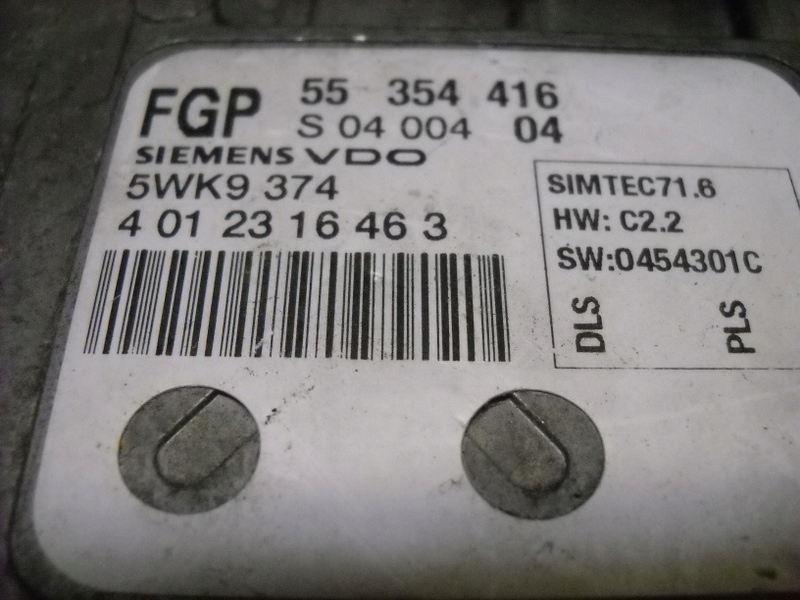 FGP 55 354 416
S 04 004 04
SIEMENS VDO
5WK9 374
4 01 23 16 46 3
SIMTEC71.6
HW: C2.2
SW:0454301C
DLS
PLS